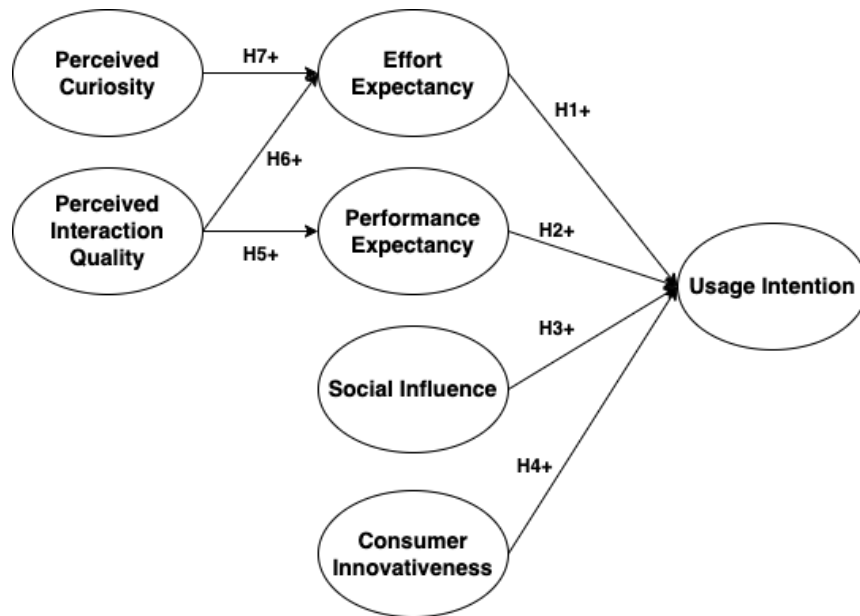 Perceived
Curiosity
H7+
Effort
Expectancy
H1+
H6+
Perceived
Interaction
Quality
H5+
Performance
Expectancy
H2+
Usage Intention
H3+
Social Influence
H4+
Consumer
Innovativeness